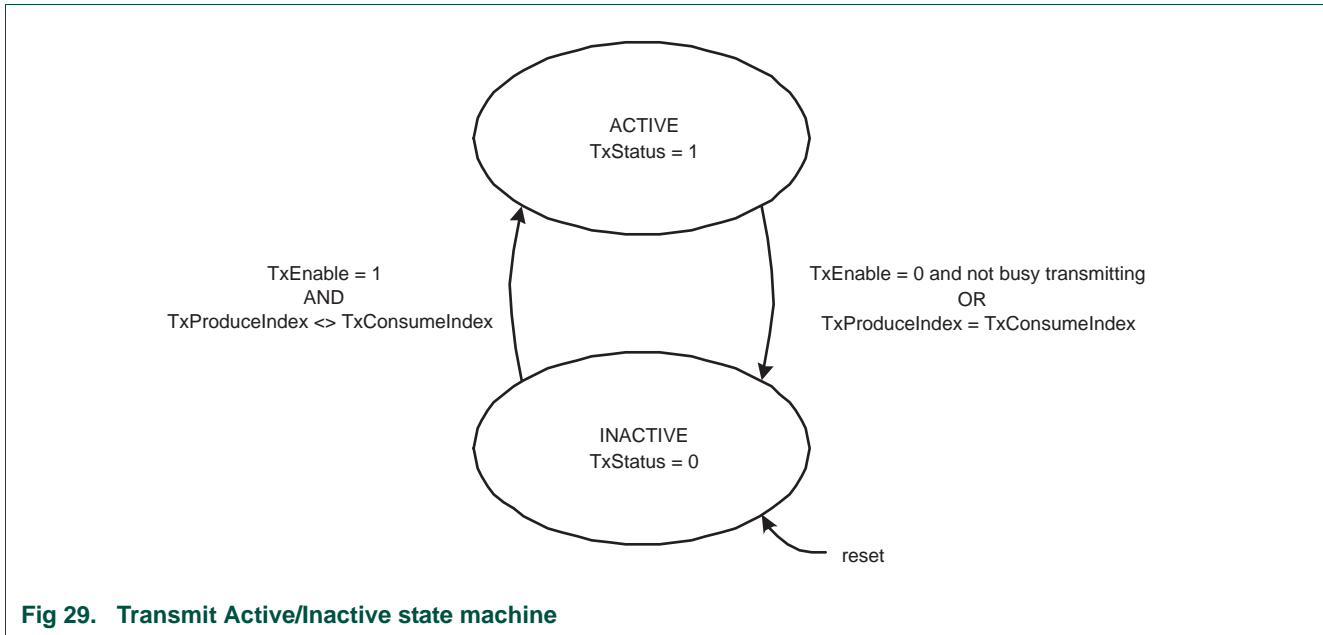 ACTIVE
TxStatus = 1
TxEnable = 1
AND
TxProduceIndex <> TxConsumeIndex
TxEnable = 0 and not busy transmitting
OR
TxProduceIndex = TxConsumeIndex
INACTIVE
TxStatus = 0
reset
Fig 29. Transmit Active/Inactive state machine